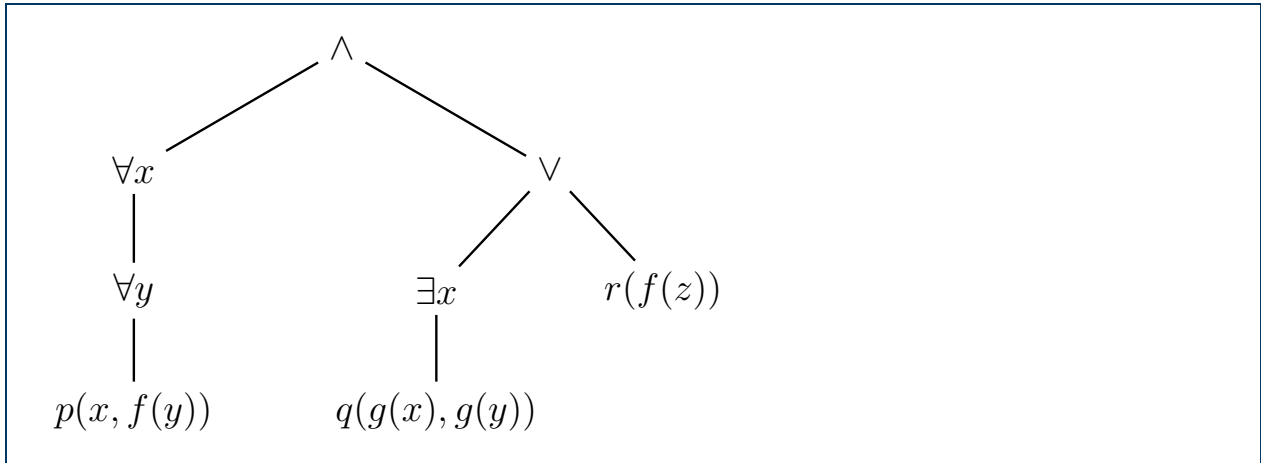 ∧
∀x ∨
∀y ∃x r(f(z))
p(x, f(y)) q(g(x), g(y))